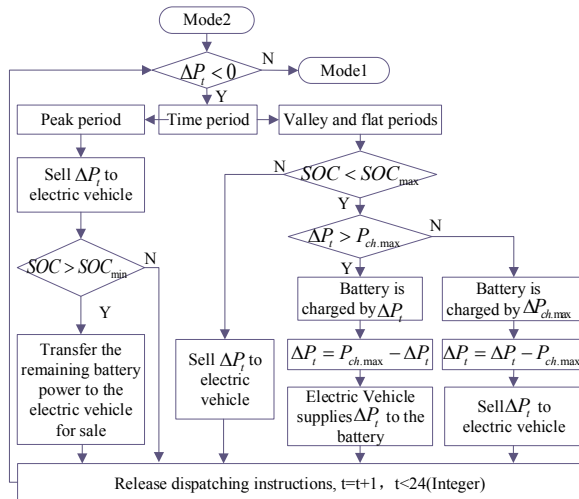 Mode2
ΔP_t < 0
N
Mode1
Y
Peak period
Time period
Valley and flat periods
Sell ΔP_t to
electric vehicle
N
SOC < SOC_max
Y
ΔP_t > P_ch.max
N
SOC > SOC_min
N
Y
Y
Battery is
charged by ΔP_t
Battery is
charged by ΔP_ch.max
Transfer the
remaining battery
power to the
electric vehicle
for sale
Sell ΔP_t to
electric
vehicle
ΔP_t = P_ch.max − ΔP_t
ΔP_t = ΔP_t − P_ch.max
Electric Vehicle
supplies ΔP_t to the
battery
Sell ΔP_t to
electric vehicle
Release dispatching instructions, t=t+1，t<24(Integer)